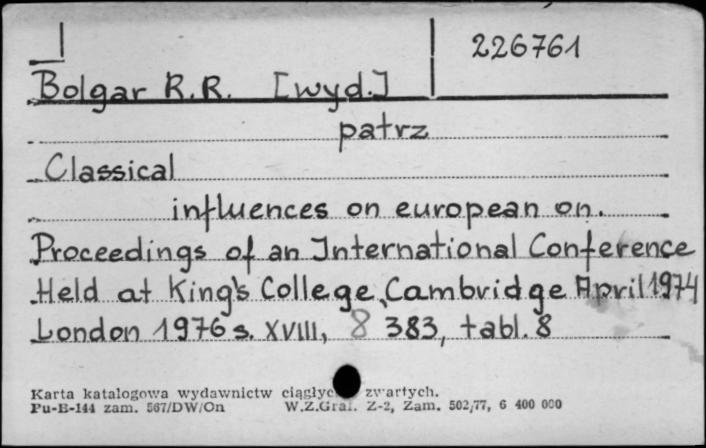 226761
Bolgar R.R. [wyd.]
patrz
Classical
influences on european on.
Proceedings of an International Conference
Held at King's College, Cambridge April 1974
London 1976 s. XVIII, 8 383, tabl. 8
Karta katalogowa wydawnictw zwartych.
Pu-B-144 zam. 567/DW/On W.Z.Graf. Z-2, Zam. 502/77, 6 400 000